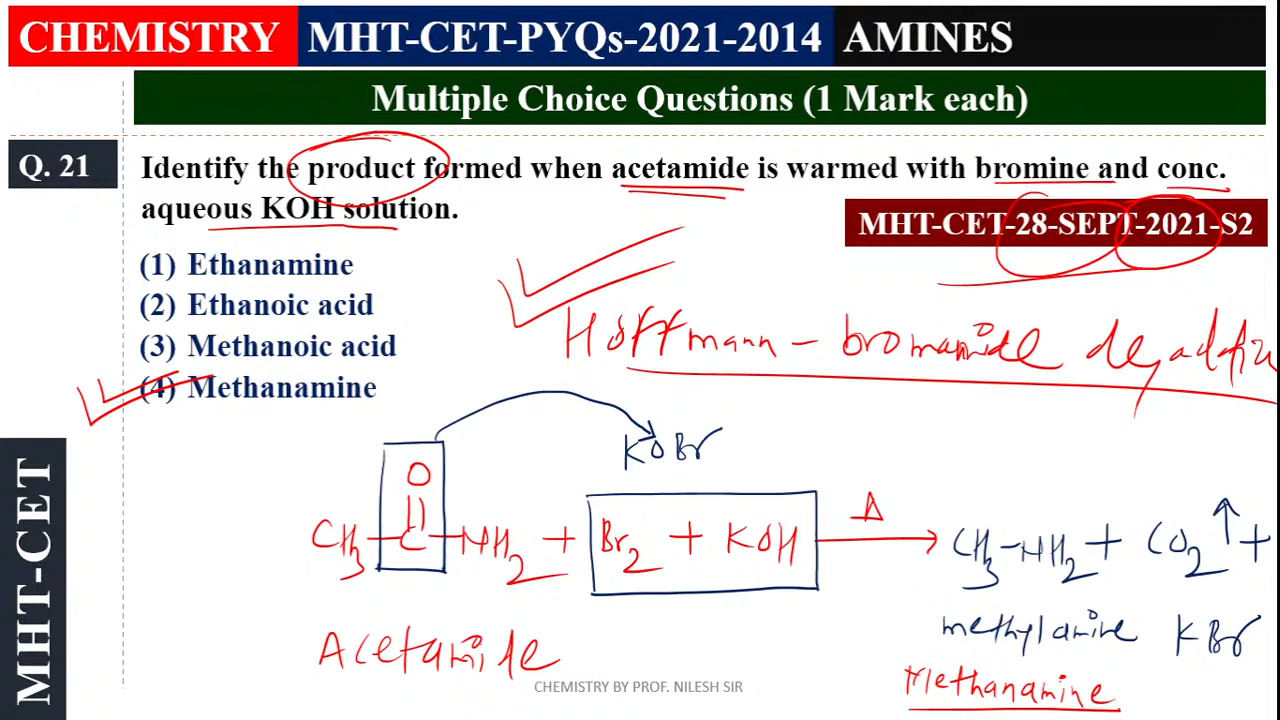 CHEMISTRY MHT-CET-PYQs-2021-2014 AMINES
Multiple Choice Questions (1 Mark each)
Q. 21 Identify the product formed when acetamide is warmed with bromine and conc.
aqueous KOH solution.
MHT-CET-28-SEPT-2021-S2
(1) Ethanamine
(2) Ethanoic acid
(3) Methanoic acid
(4) Methanamine
Hoffmann - bromamide
KOBr
O
CH3-C-NH2 + Br2 + KOH Δ → CH3-NH2 + CO2↑ +
methylamine KBr
Acetamide
Methanamine
CHEMISTRY BY PROF. NILESH SIR
MHT-CET